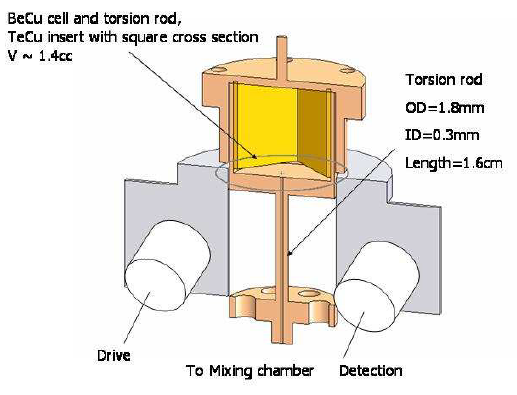 BeCu cell and torsion rod,
TeCu insert with square cross section
V ~ 1.4cc
Torsion rod
OD=1.8mm
ID=0.3mm
Length=1.6cm
Drive
To Mixing chamber
Detection